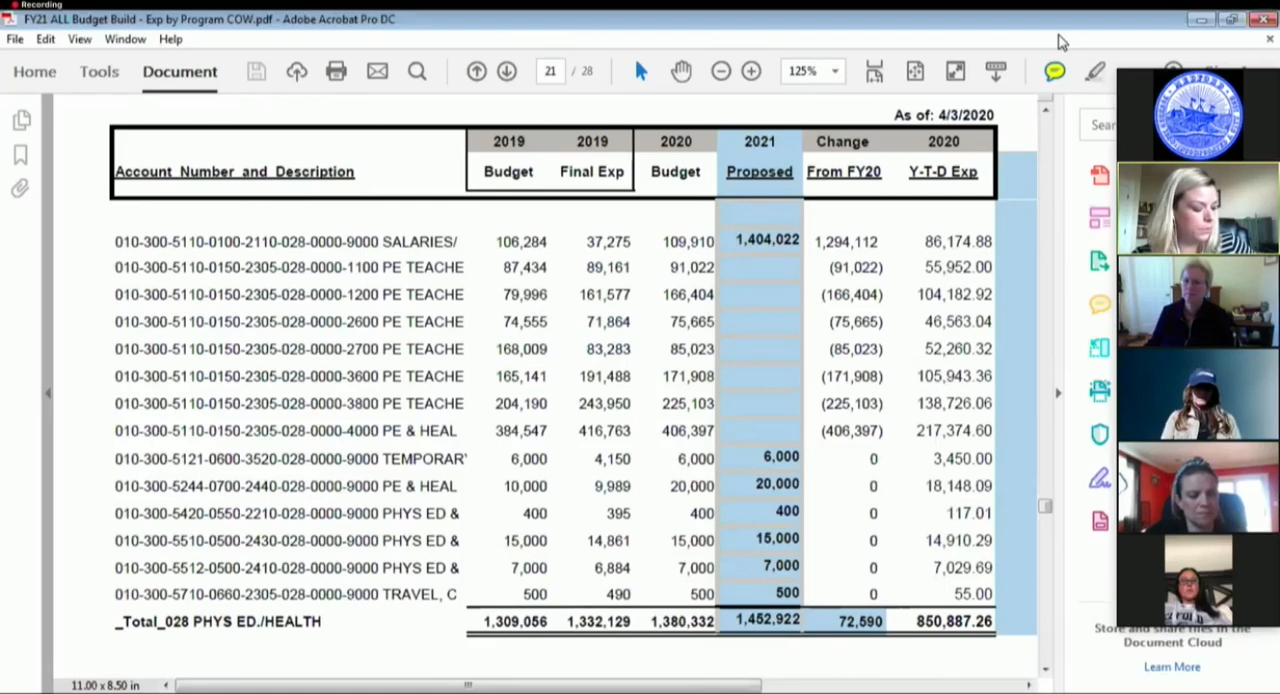 Recording
FY21 ALL Budget Build - Exp by Program COW.pdf - Adobe Acrobat Pro DC
File Edit View Window Help
Home Tools Document 21 / 28 125%
As of: 4/3/2020
2019 2019 2020 2021 Change 2020
Account Number and Description Budget Final Exp Budget Proposed From FY20 Y-T-D Exp
010-300-5110-0100-2110-028-0000-9000 SALARIES/ 106,284 37,275 109,910 1,404,022 1,294,112 86,174.88
010-300-5110-0150-2305-028-0000-1100 PE TEACHE 87,434 89,161 91,022 (91,022) 55,952.00
010-300-5110-0150-2305-028-0000-1200 PE TEACHE 79,996 161,577 166,404 (166,404) 104,182.92
010-300-5110-0150-2305-028-0000-2600 PE TEACHE 74,555 71,864 75,665 (75,665) 46,563.04
010-300-5110-0150-2305-028-0000-2700 PE TEACHE 168,009 83,283 85,023 (85,023) 52,260.32
010-300-5110-0150-2305-028-0000-3600 PE TEACHE 165,141 191,488 171,908 (171,908) 105,943.36
010-300-5110-0150-2305-028-0000-3800 PE TEACHE 204,190 243,950 225,103 (225,103) 138,726.06
010-300-5110-0150-2305-028-0000-4000 PE & HEAL 384,547 416,763 406,397 (406,397) 217,374.60
010-300-5121-0600-3520-028-0000-9000 TEMPORAR 6,000 4,150 6,000 6,000 0 3,450.00
010-300-5244-0700-2440-028-0000-9000 PE & HEAL 10,000 9,989 20,000 20,000 0 18,148.09
010-300-5420-0550-2210-028-0000-9000 PHYS ED & 400 395 400 400 0 117.01
010-300-5510-0500-2430-028-0000-9000 PHYS ED & 15,000 14,861 15,000 15,000 0 14,910.29
010-300-5512-0500-2410-028-0000-9000 PHYS ED & 7,000 6,884 7,000 7,000 0 7,029.69
010-300-5710-0660-2305-028-0000-9000 TRAVEL, C 500 490 500 500 0 55.00
_Total_028 PHYS ED./HEALTH 1,309,056 1,332,129 1,380,332 1,452,922 72,590 850,887.26
11.00 x 8.50 in
Sear
Store and share files in the
Document Cloud
Learn More